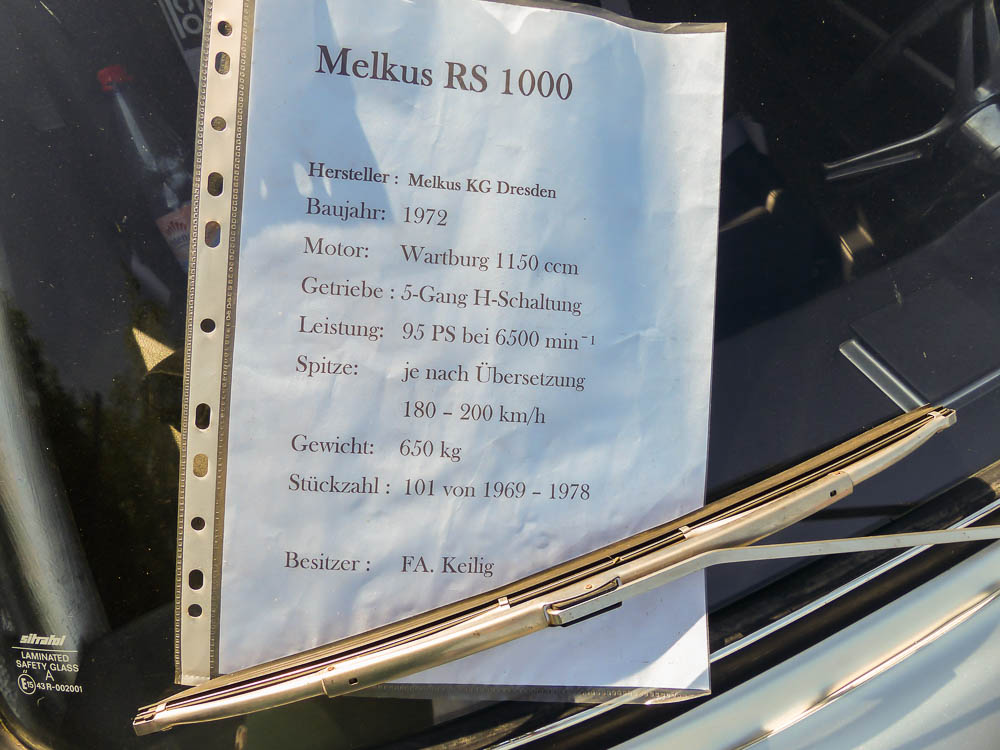 Melkus RS 1000
Hersteller : Melkus KG Dresden
Baujahr: 1972
Motor: Wartburg 1150 ccm
Getriebe : 5-Gang H-Schaltung
Leistung: 95 PS bei 6500 min⁻¹
Spitze: je nach Übersetzung
180 – 200 km/h
Gewicht: 650 kg
Stückzahl : 101 von 1969 – 1978
Besitzer : FA. Keilig
LAMINATED
SAFETY GLASS
A
E15 43 R-002001